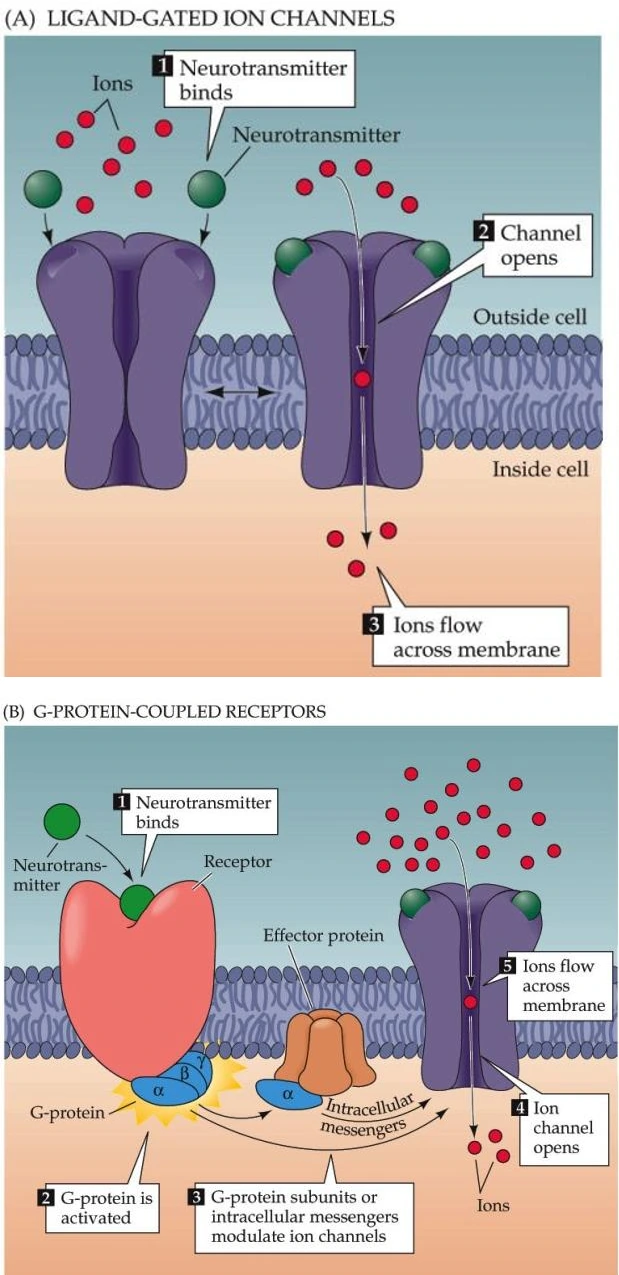 (A) LIGAND-GATED ION CHANNELS
Ions
1 Neurotransmitter
binds
Neurotransmitter
2 Channel
opens
Outside cell
Inside cell
3 Ions flow
across membrane
(B) G-PROTEIN-COUPLED RECEPTORS
1 Neurotransmitter
binds
Neurotrans-
mitter
Receptor
Effector protein
5 Ions flow
across
membrane
γ
β
α
α
G-protein
Intracellular
messengers
4 Ion
channel
opens
2 G-protein is
activated
3 G-protein subunits or
intracellular messengers
modulate ion channels
Ions